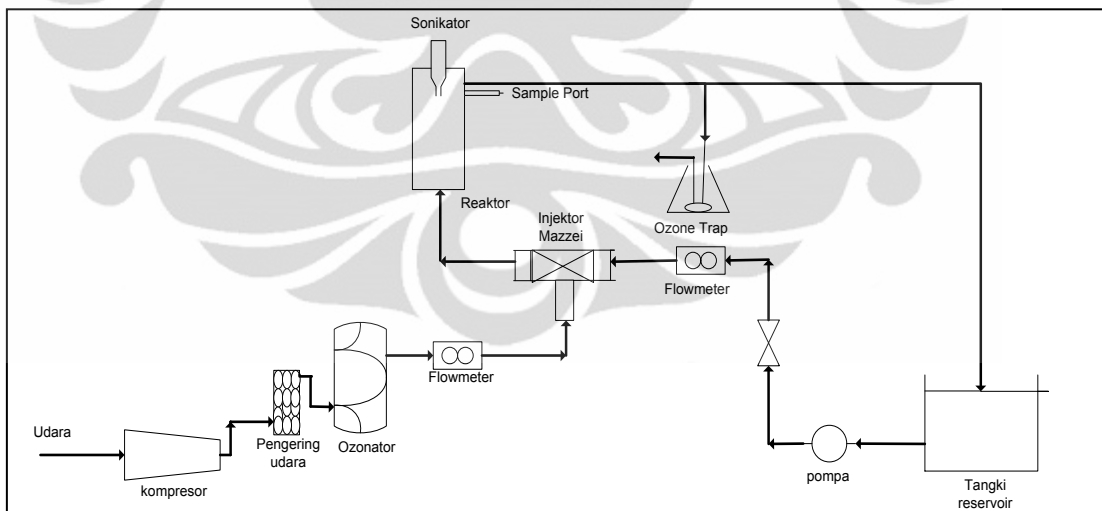 Sonikator
Sample Port
Reaktor
Injektor
Mazzei
Ozone Trap
Flowmeter
Flowmeter
Udara
kompresor
Pengering
udara
Ozonator
pompa
Tangki
reservoir